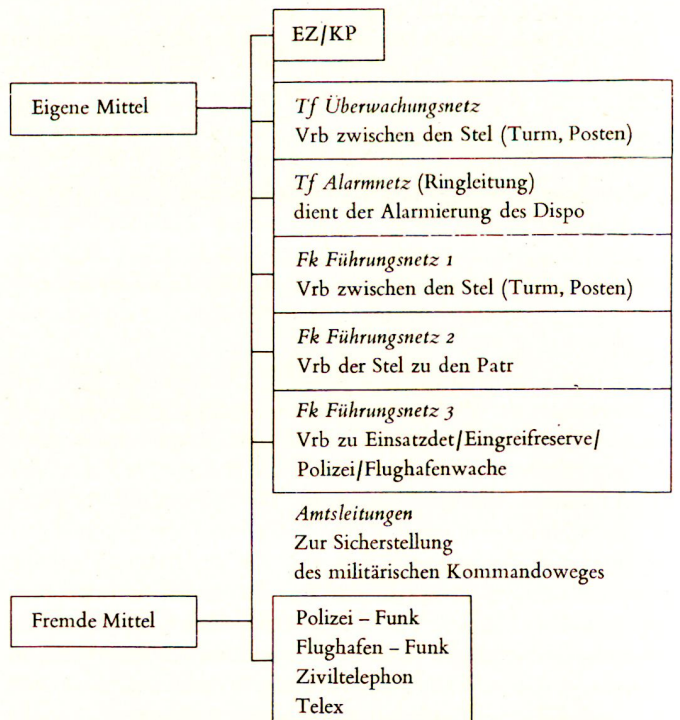 EZ/KP
Eigene Mittel
Tf Überwachungsnetz
Vrb zwischen den Stel (Turm, Posten)
Tf Alarmnetz (Ringleitung)
dient der Alarmierung des Dispo
Fk Führungsnetz 1
Vrb zwischen den Stel (Turm, Posten)
Fk Führungsnetz 2
Vrb der Stel zu den Patr
Fk Führungsnetz 3
Vrb zu Einsatzdet/Eingreifreserve/
Polizei/Flughafenwache
Amtsleitungen
Zur Sicherstellung
des militärischen Kommandoweges
Fremde Mittel
Polizei – Funk
Flughafen – Funk
Ziviltelephon
Telex